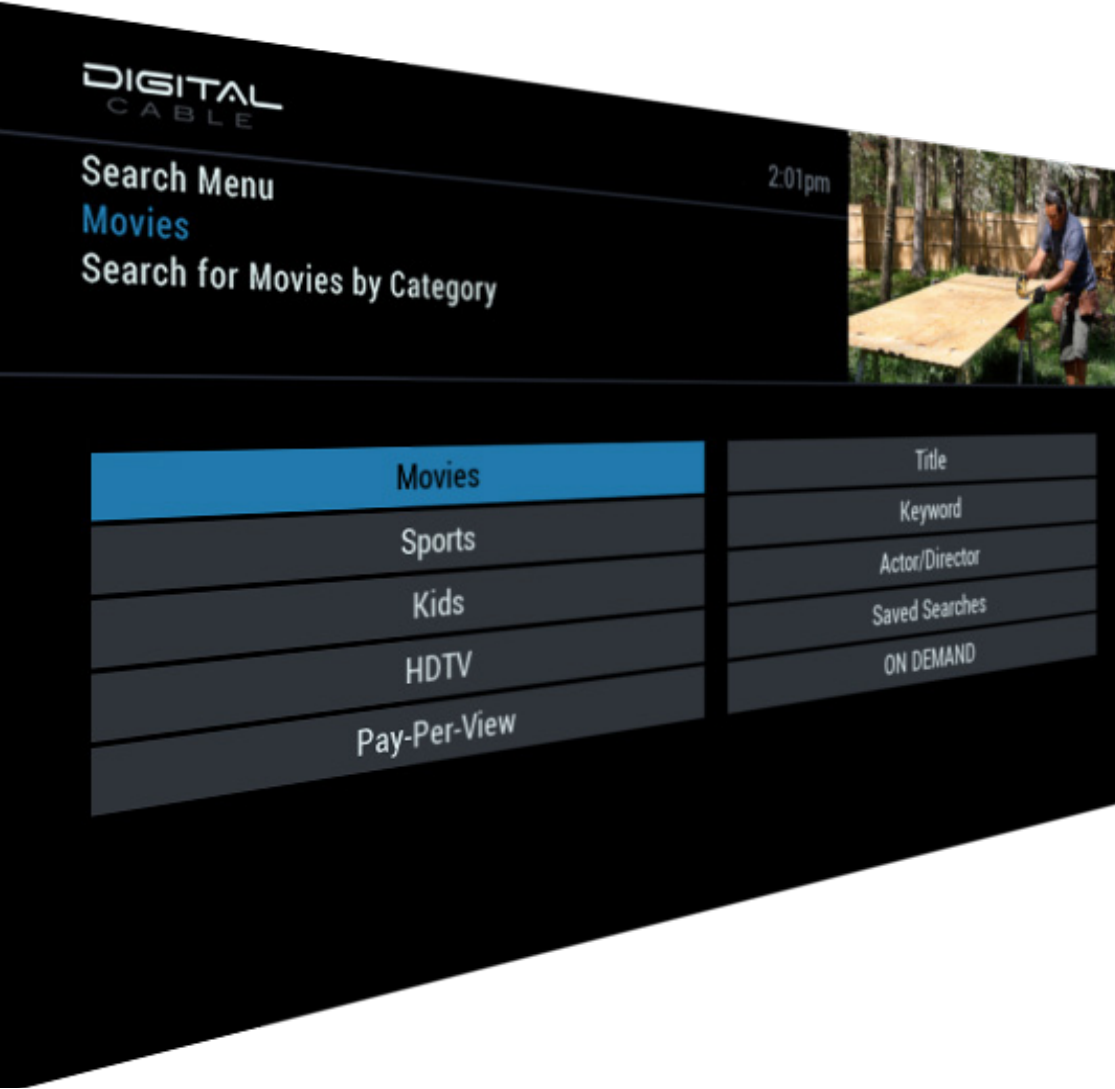 DIGITAL
CABLE
2:01pm
Search Menu
Movies
Search for Movies by Category
Movies
Sports
Kids
HDTV
Pay-Per-View
Title
Keyword
Actor/Director
Saved Searches
ON DEMAND